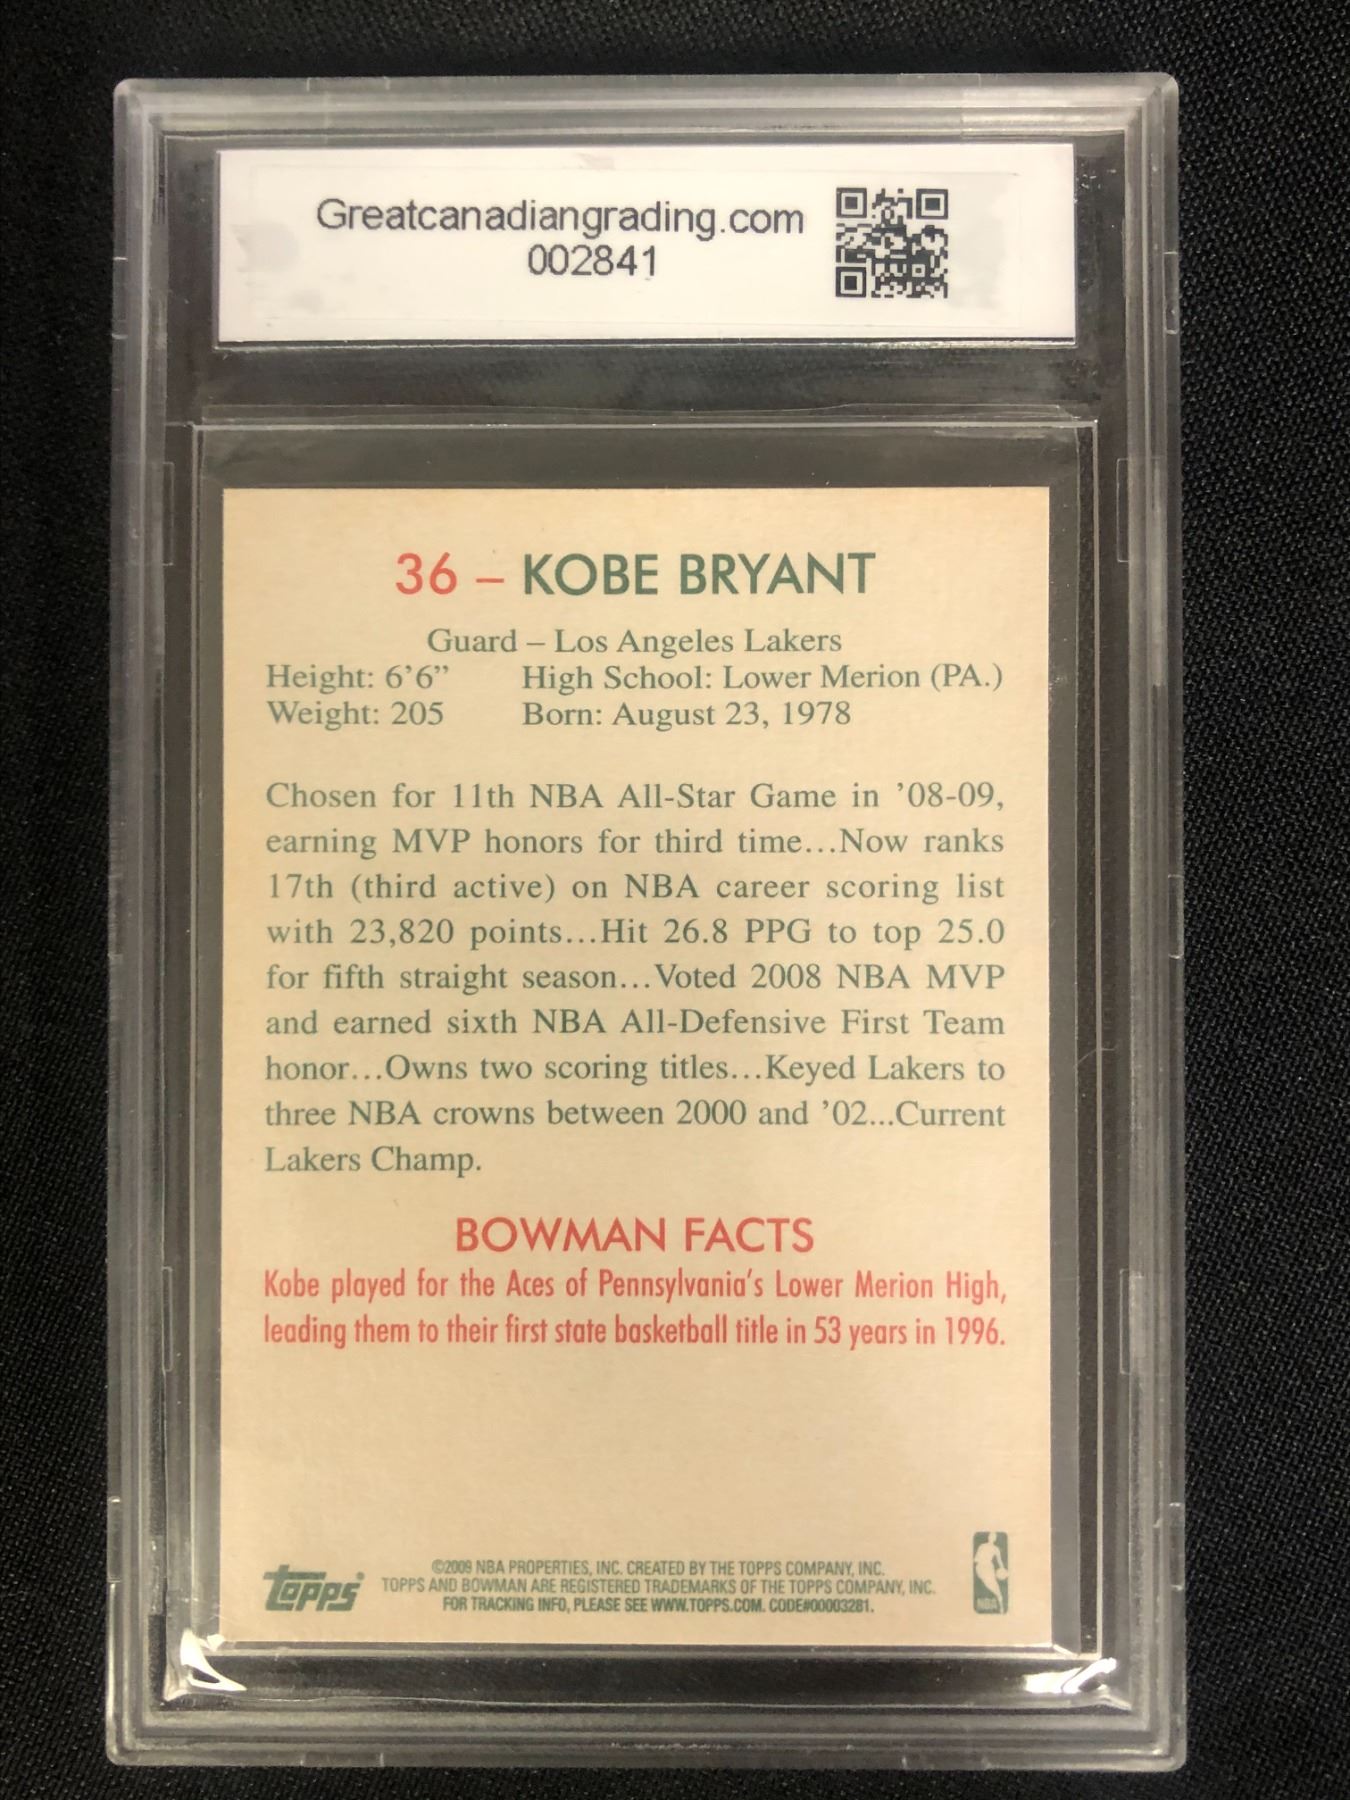 Greatcanadiangrading.com
002841
36 – KOBE BRYANT
Guard – Los Angeles Lakers
Height: 6'6” High School: Lower Merion (PA.)
Weight: 205 Born: August 23, 1978
Chosen for 11th NBA All-Star Game in ’08-09,
earning MVP honors for third time...Now ranks
17th (third active) on NBA career scoring list
with 23,820 points...Hit 26.8 PPG to top 25.0
for fifth straight season...Voted 2008 NBA MVP
and earned sixth NBA All-Defensive First Team
honor...Owns two scoring titles...Keyed Lakers to
three NBA crowns between 2000 and ’02...Current
Lakers Champ.
BOWMAN FACTS
Kobe played for the Aces of Pennsylvania's Lower Merion High,
leading them to their first state basketball title in 53 years in 1996.
Topps
©2009 NBA PROPERTIES, INC. CREATED BY THE TOPPS COMPANY, INC.
TOPPS AND BOWMAN ARE REGISTERED TRADEMARKS OF THE TOPPS COMPANY, INC.
FOR TRACKING INFO, PLEASE SEE WWW.TOPPS.COM. CODE#00003281.
NBA